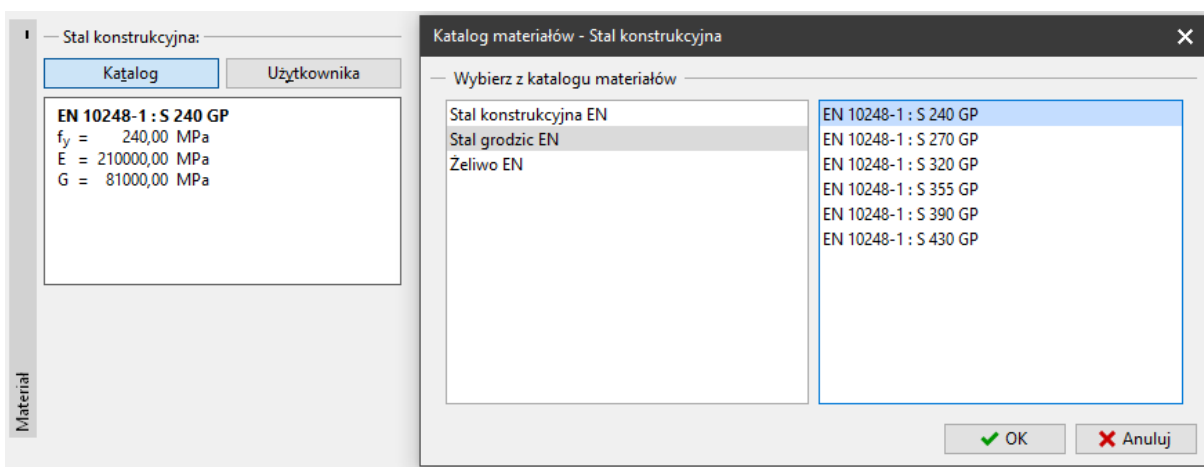 Stal konstrukcyjna:
Katalog
Użytkownika
EN 10248-1 : S 240 GP
fy = 240,00 MPa
E = 210000,00 MPa
G = 81000,00 MPa
Materiał
Katalog materiałów - Stal konstrukcyjna
Wybierz z katalogu materiałów
Stal konstrukcyjna EN
Stal grodzic EN
Żeliwo EN
EN 10248-1 : S 240 GP
EN 10248-1 : S 270 GP
EN 10248-1 : S 320 GP
EN 10248-1 : S 355 GP
EN 10248-1 : S 390 GP
EN 10248-1 : S 430 GP
OK
Anuluj